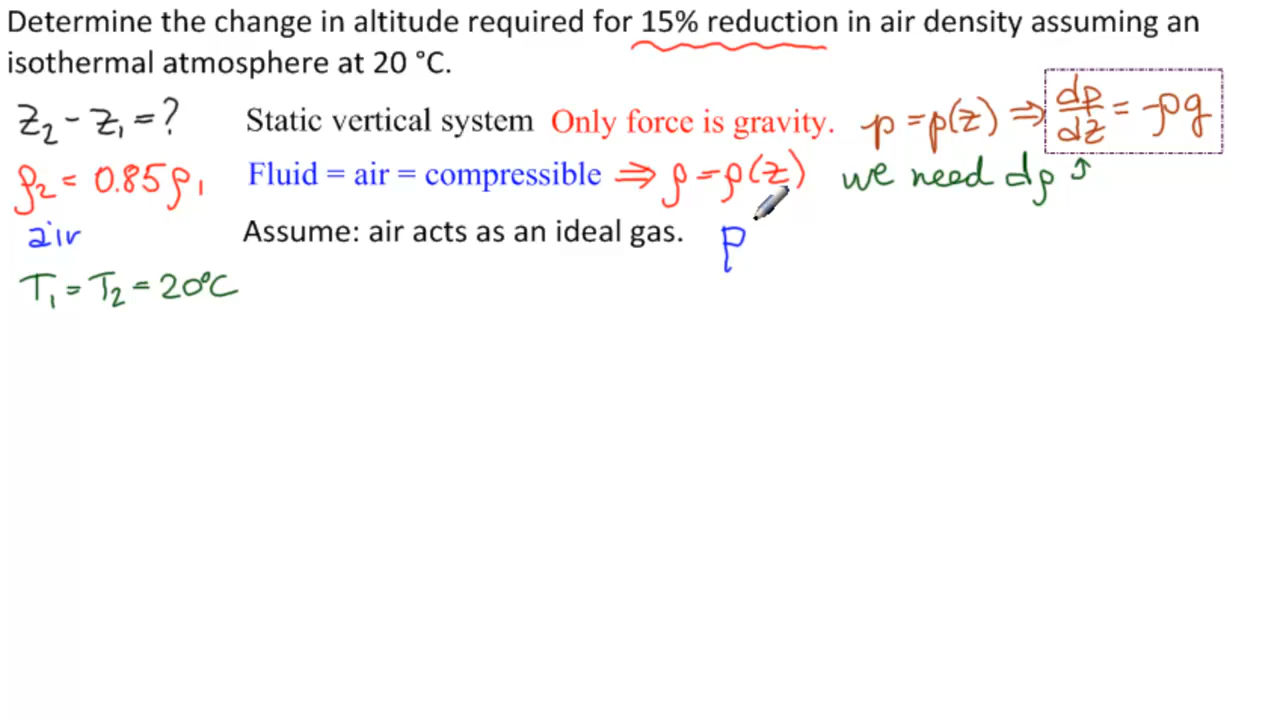 Determine the change in altitude required for 15% reduction in air density assuming an
isothermal atmosphere at 20 °C.
z₂ - z₁ = ? Static vertical system Only force is gravity. p = p(z) ⇒ dp/dz = -ρg
ρ₂ = 0.85ρ₁ Fluid = air = compressible ⇒ ρ = ρ(z) we need dρ ↑
air Assume: air acts as an ideal gas. P
T₁ = T₂ = 20°C